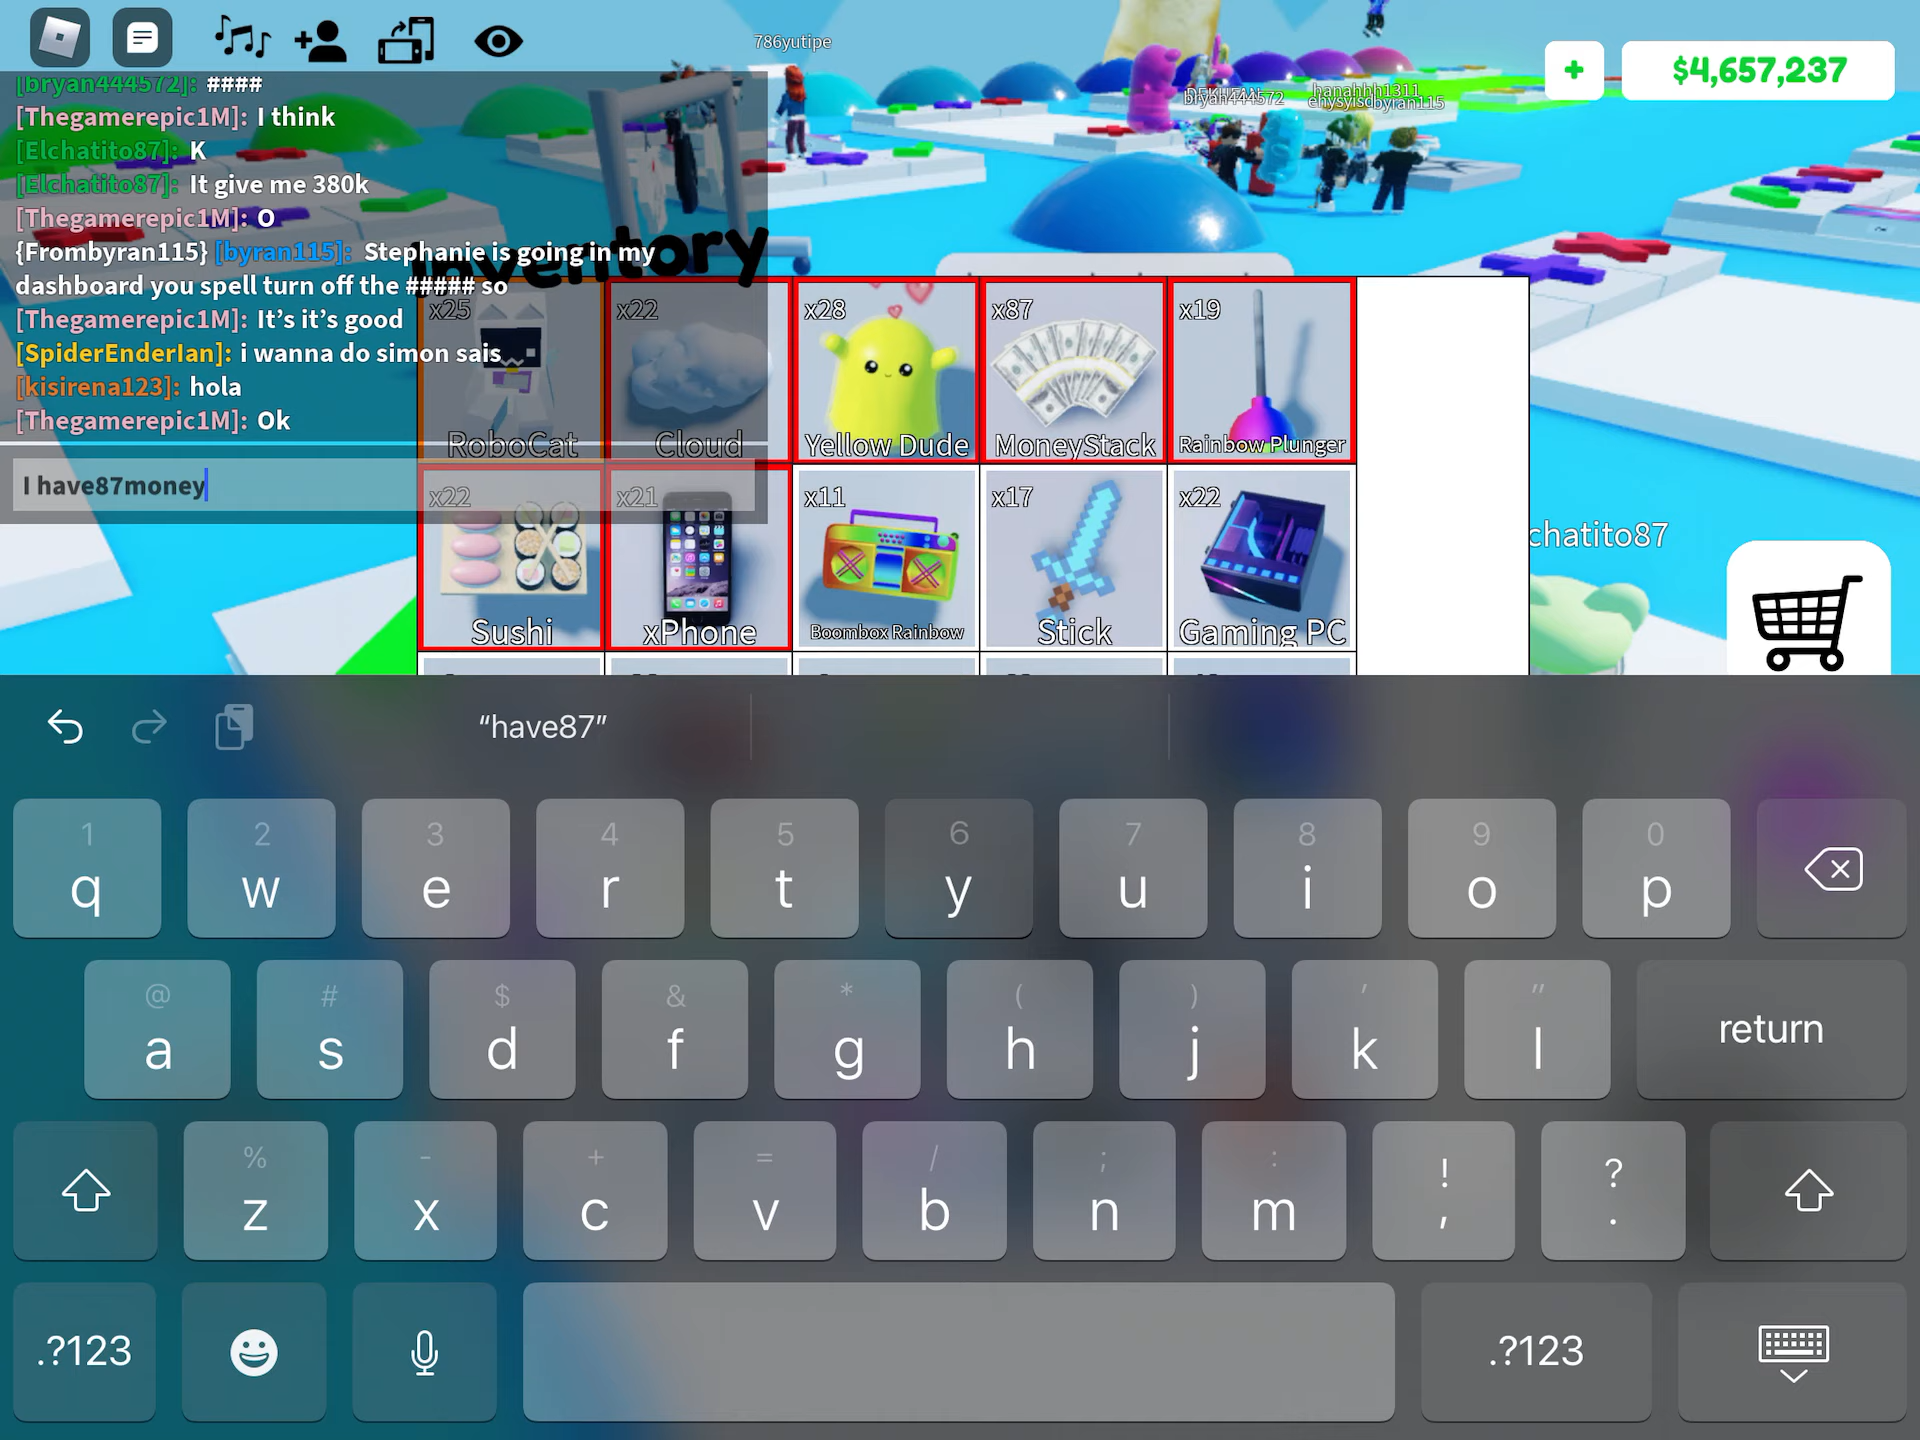 786yutipe
$4,657,237
bryan444572
hanahhh1311
byran115
[bryan444572]: ####
[Thegamerepic1M]: I think
[Elchatito87]: K
[Elchatito87]: It give me 380k
[Thegamerepic1M]: O
{Frombyran115} [byran115]: Stephanie is going in my
dashboard you spell turn off the ##### so
[Thegamerepic1M]: It's it's good
[SpiderEnderIan]: i wanna do simon sais
[kisirena123]: hola
[Thegamerepic1M]: Ok
I have87money
Inventory
x25
RoboCat
x22
Cloud
x28
Yellow Dude
x87
MoneyStack
x19
Rainbow Plunger
x22
Sushi
x21
xPhone
x11
Boombox Rainbow
x17
Stick
x22
Gaming PC
chatito87
“have87”
1 2 3 4 5 6 7 8 9 0
q w e r t y u i o p
@ # $ & * ( ) ' "
a s d f g h j k l return
% - + = / ; : ! ?
z x c v b n m , .
.?123 .?123